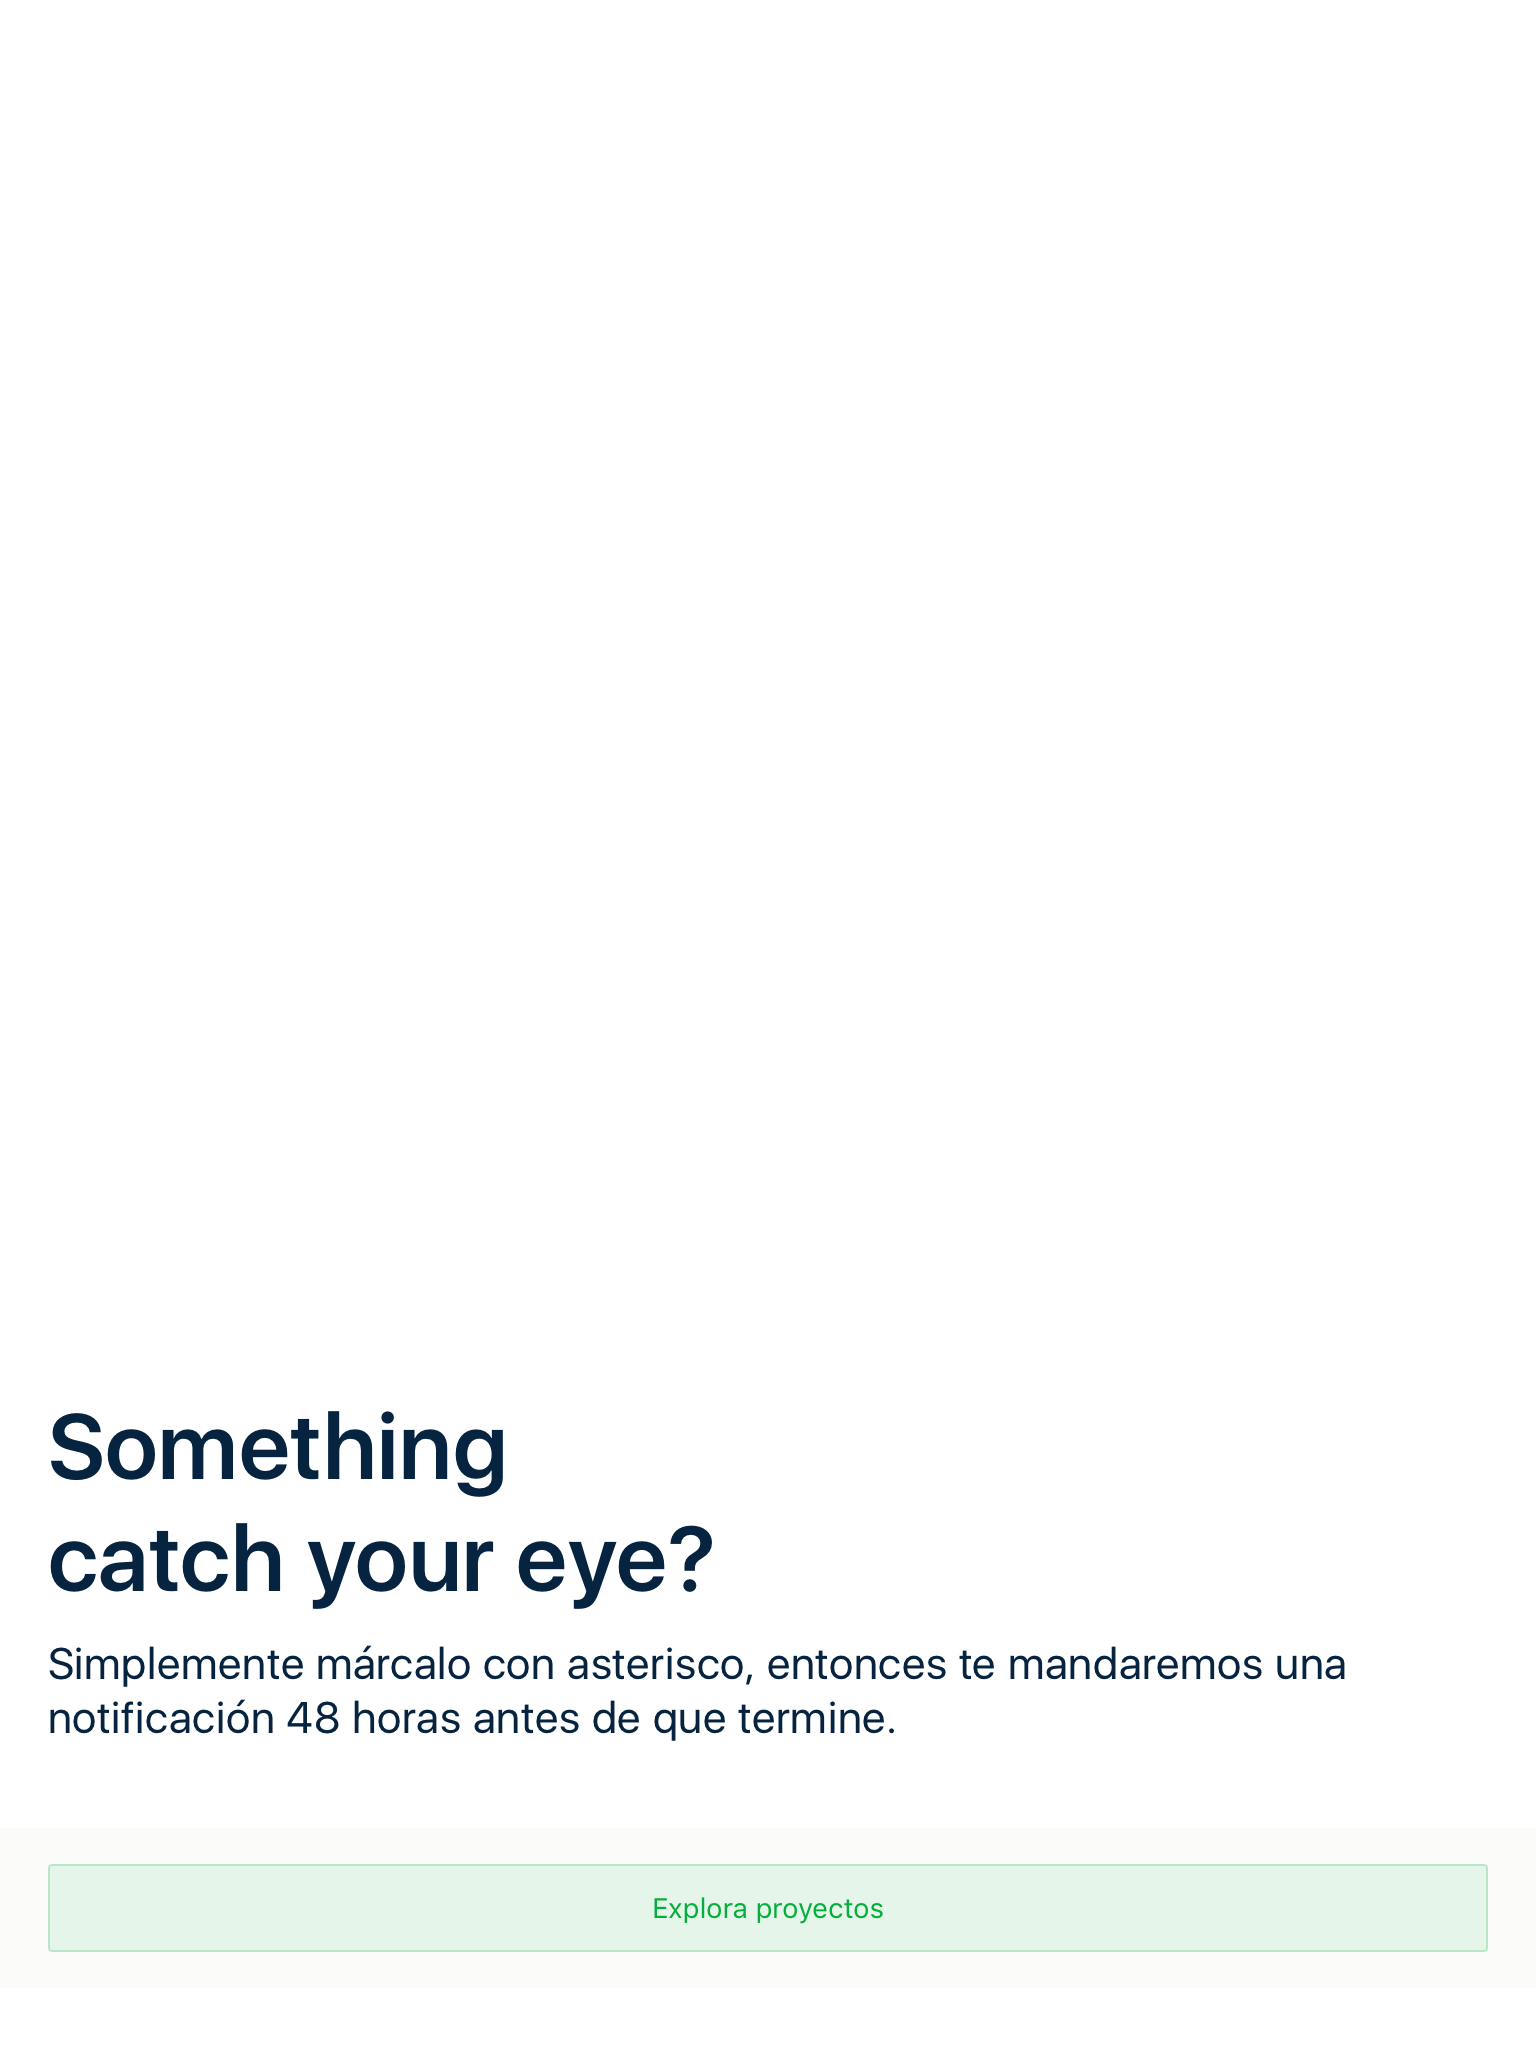 Something
catch your eye?
Simplemente márcalo con asterisco, entonces te mandaremos una
notificación 48 horas antes de que termine.
Explora proyectos